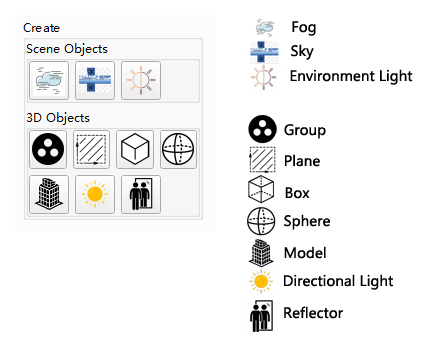 Create
Scene Objects
3D Objects
Fog
Sky
Environment Light
Group
Plane
Box
Sphere
Model
Directional Light
Reflector